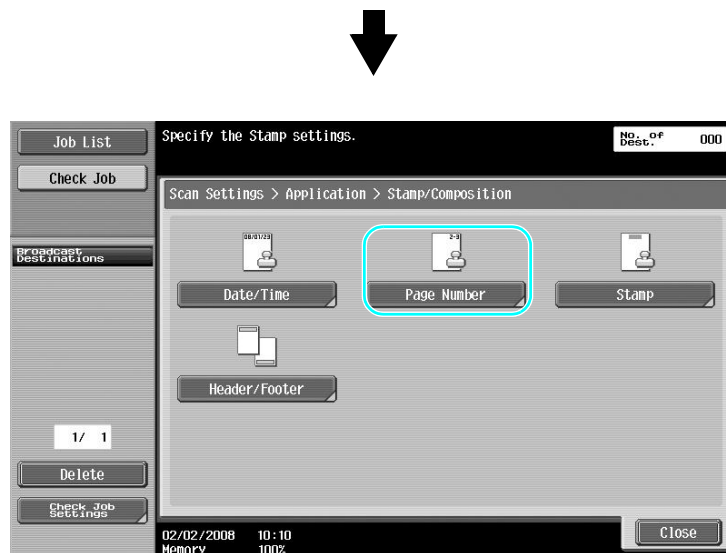 Job List
Check Job
Broadcast
Destinations
1/ 1
Delete
Check Job
Settings
Specify the Stamp settings.
No. of
Dest.
000
Scan Settings > Application > Stamp/Composition
08/01/23
Date/Time
2-3
Page Number
Stamp
Header/Footer
02/02/2008 10:10
Memory 100%
Close